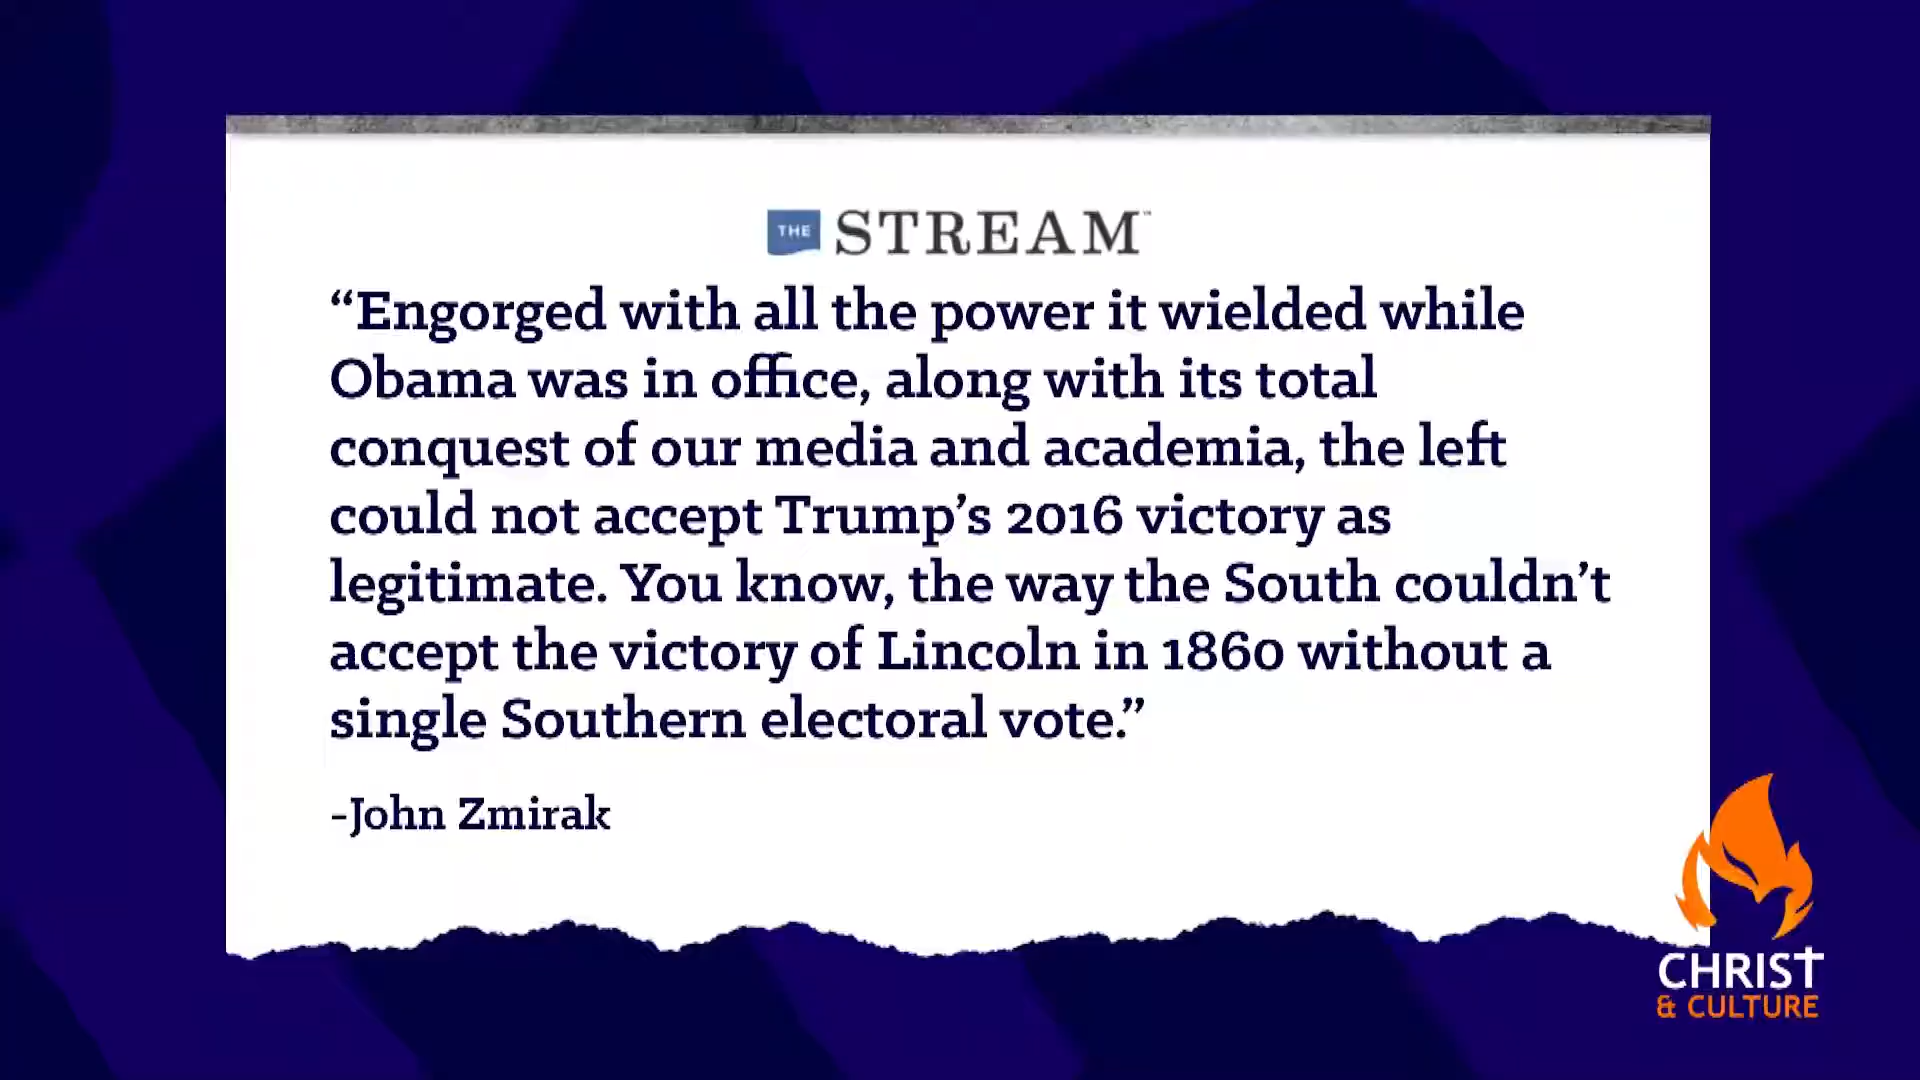 THE STREAM™
“Engorged with all the power it wielded while
Obama was in office, along with its total
conquest of our media and academia, the left
could not accept Trump’s 2016 victory as
legitimate. You know, the way the South couldn’t
accept the victory of Lincoln in 1860 without a
single Southern electoral vote.”
-John Zmirak
CHRIST
& CULTURE